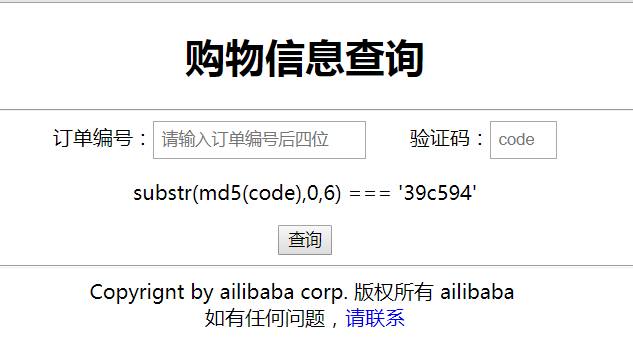 购物信息查询
订单编号：请输入订单编号后四位 验证码：code
substr(md5(code),0,6) === '39c594'
查询
Copyrignt by ailibaba corp. 版权所有 ailibaba
如有任何问题，请联系